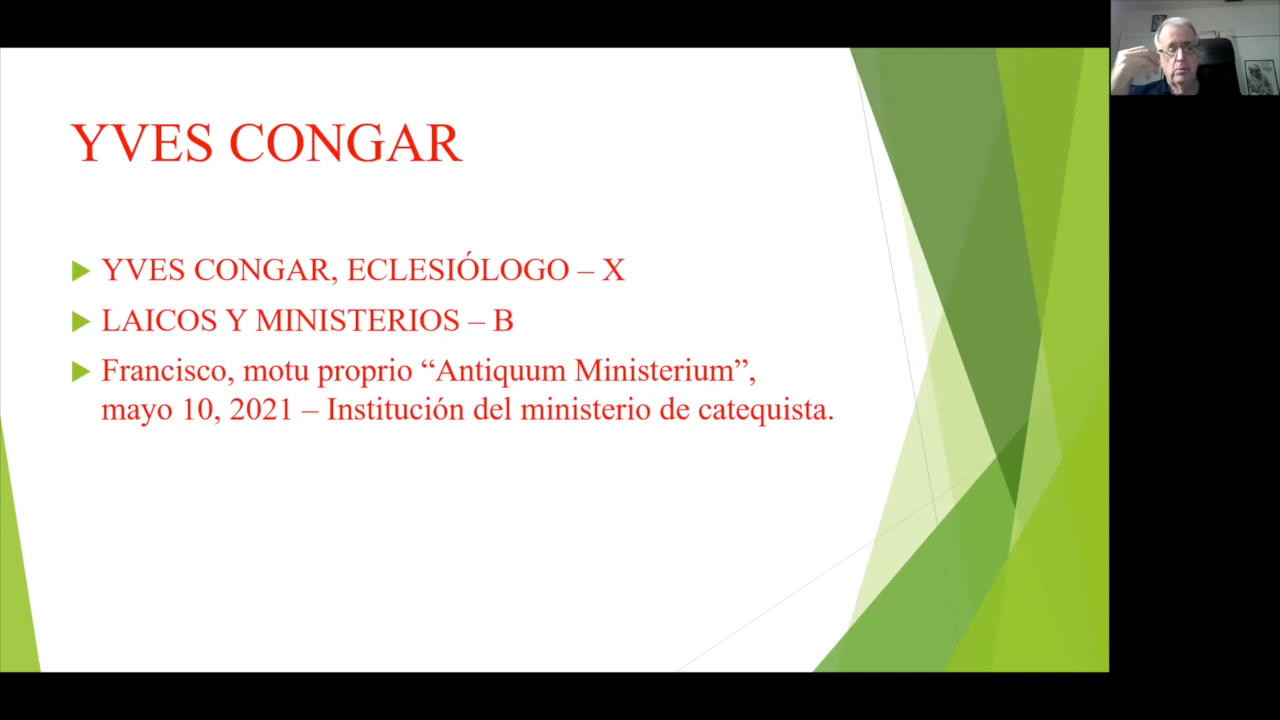 YVES CONGAR
YVES CONGAR, ECLESIÓLOGO – X
LAICOS Y MINISTERIOS – B
Francisco, motu proprio “Antiquum Ministerium”,
mayo 10, 2021 – Institución del ministerio de catequista.